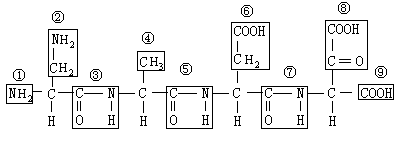 ② ⑥ ⑧
NH₂ ④ COOH COOH
① CH₂ ③ CH₃ ⑤ CH₂ ⑦ C=O ⑨
NH₂ C C N C C N C C N C COOH
H O H H O H H O H H